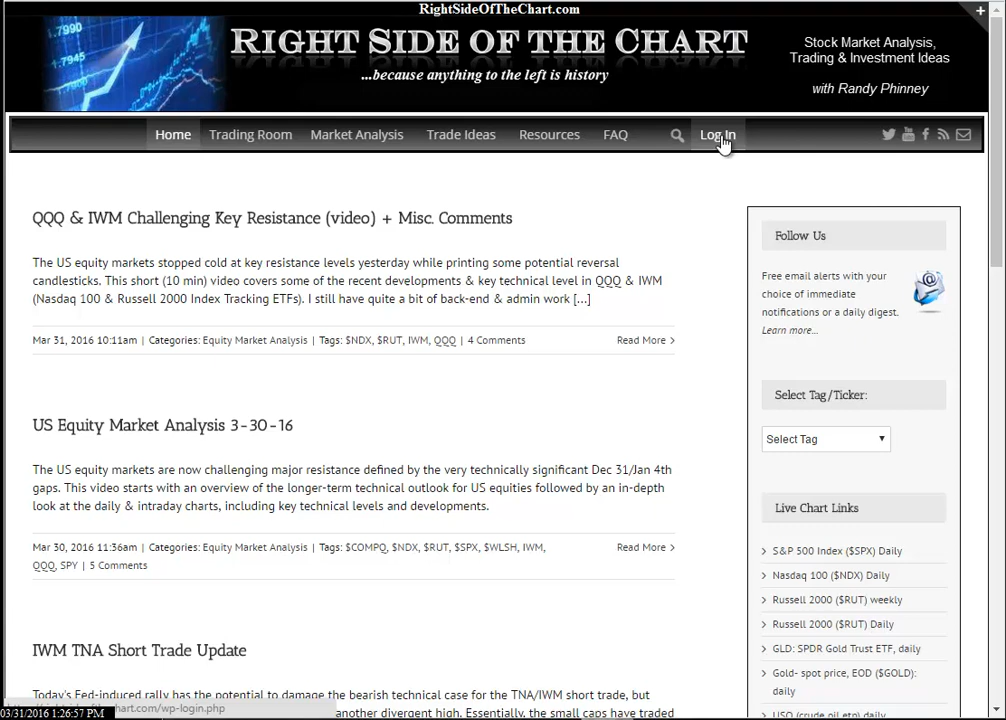 RightSideOfTheChart.com
+
1.7990
1.7945
RIGHT SIDE OF THE CHART
...because anything to the left is history
Stock Market Analysis,
Trading & Investment Ideas
with Randy Phinney
Home Trading Room Market Analysis Trade Ideas Resources FAQ Log In
QQQ & IWM Challenging Key Resistance (video) + Misc. Comments
The US equity markets stopped cold at key resistance levels yesterday while printing some potential reversal
candlesticks. This short (10 min) video covers some of the recent developments & key technical level in QQQ & IWM
(Nasdaq 100 & Russell 2000 Index Tracking ETFs). I still have quite a bit of back-end & admin work [...]
Mar 31, 2016 10:11am | Categories: Equity Market Analysis | Tags: $NDX, $RUT, IWM, QQQ | 4 Comments Read More >
US Equity Market Analysis 3-30-16
The US equity markets are now challenging major resistance defined by the very technically significant Dec 31/Jan 4th
gaps. This video starts with an overview of the longer-term technical outlook for US equities followed by an in-depth
look at the daily & intraday charts, including key technical levels and developments.
Mar 30, 2016 11:36am | Categories: Equity Market Analysis | Tags: $COMPQ, $NDX, $RUT, $SPX, $WLSH, IWM, Read More >
QQQ, SPY | 5 Comments
IWM TNA Short Trade Update
Today's Fed-induced rally has the potential to damage the bearish technical case for the TNA/IWM short trade, but
another divergent high. Essentially, the small caps have traded
Follow Us
Free email alerts with your
choice of immediate
notifications or a daily digest.
Learn more...
Select Tag/Ticker:
Select Tag
Live Chart Links
> S&P 500 Index ($SPX) Daily
> Nasdaq 100 ($NDX) Daily
> Russell 2000 ($RUT) weekly
> Russell 2000 ($RUT) Daily
> GLD: SPDR Gold Trust ETF, daily
> Gold- spot price, EOD ($GOLD):
daily
> USO (crude oil etf) daily
chart.com/wp-login.php
03/31/2016 1:26:57 PM